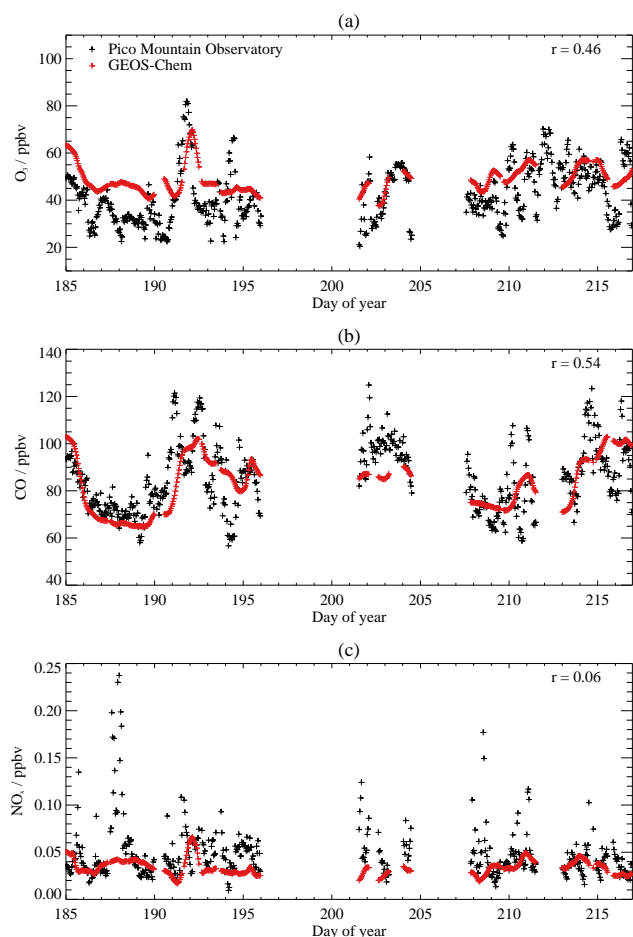 (a)
Pico Mountain Observatory
GEOS-Chem
r = 0.46
O₃ / ppbv
100
80
60
40
20
185 190 195 200 205 210 215
Day of year
(b)
r = 0.54
CO / ppbv
140
120
100
80
60
40
185 190 195 200 205 210 215
Day of year
(c)
r = 0.06
NOₓ / ppbv
0.25
0.20
0.15
0.10
0.05
0.00
185 190 195 200 205 210 215
Day of year